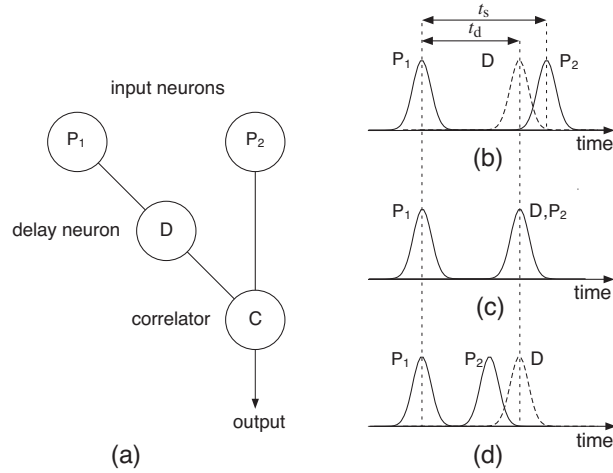 input neurons
P1
P2
delay neuron
D
correlator
C
output
(a)
ts
td
P1
D
P2
time
(b)
P1
D,P2
time
(c)
P1
P2
D
time
(d)